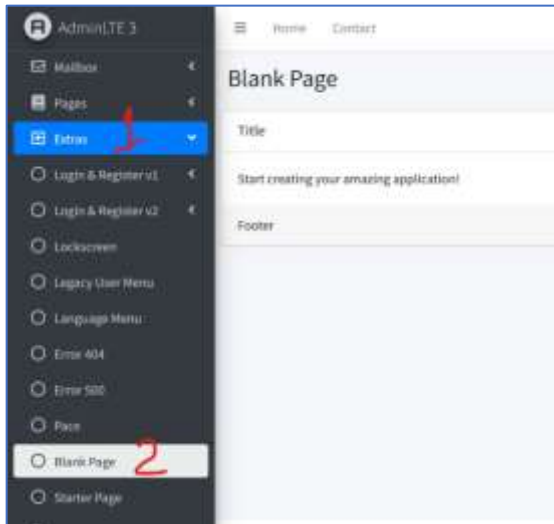 AdminLTE 3
Mailbox
Pages
Extras
1
Login & Register v1
Login & Register v2
Lockscreen
Legacy User Menu
Language Menu
Error 404
Error 500
Pace
Blank Page
2
Starter Page
Home Contact
Blank Page
Title
Start creating your amazing application!
Footer